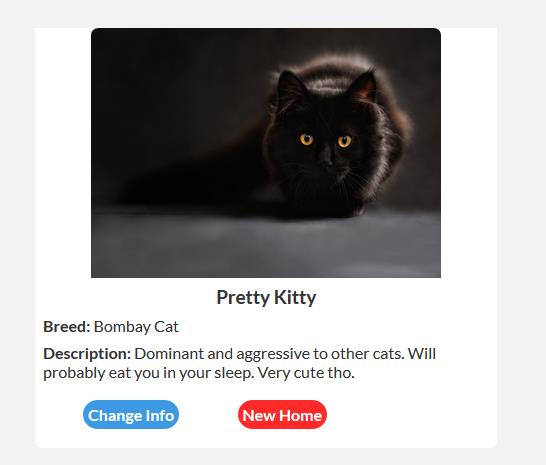 Pretty Kitty
Breed: Bombay Cat
Description: Dominant and aggressive to other cats. Will
probably eat you in your sleep. Very cute tho.
Change Info
New Home